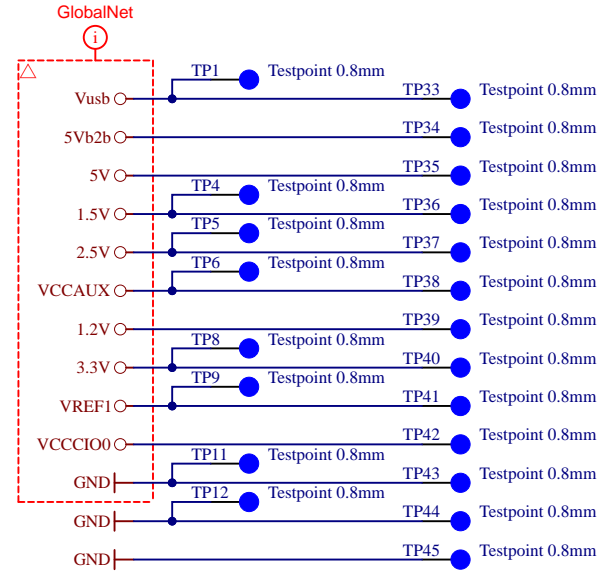 GlobalNet
i
TP1 Testpoint 0.8mm
Vusb TP33 Testpoint 0.8mm
5Vb2b TP34 Testpoint 0.8mm
5V TP35 Testpoint 0.8mm
TP4 Testpoint 0.8mm
1.5V TP36 Testpoint 0.8mm
TP5 Testpoint 0.8mm
2.5V TP37 Testpoint 0.8mm
TP6 Testpoint 0.8mm
VCCAUX TP38 Testpoint 0.8mm
1.2V TP39 Testpoint 0.8mm
TP8 Testpoint 0.8mm
3.3V TP40 Testpoint 0.8mm
TP9 Testpoint 0.8mm
VREF1 TP41 Testpoint 0.8mm
VCCCIO0 TP42 Testpoint 0.8mm
TP11 Testpoint 0.8mm
GND TP43 Testpoint 0.8mm
TP12 Testpoint 0.8mm
GND TP44 Testpoint 0.8mm
GND TP45 Testpoint 0.8mm